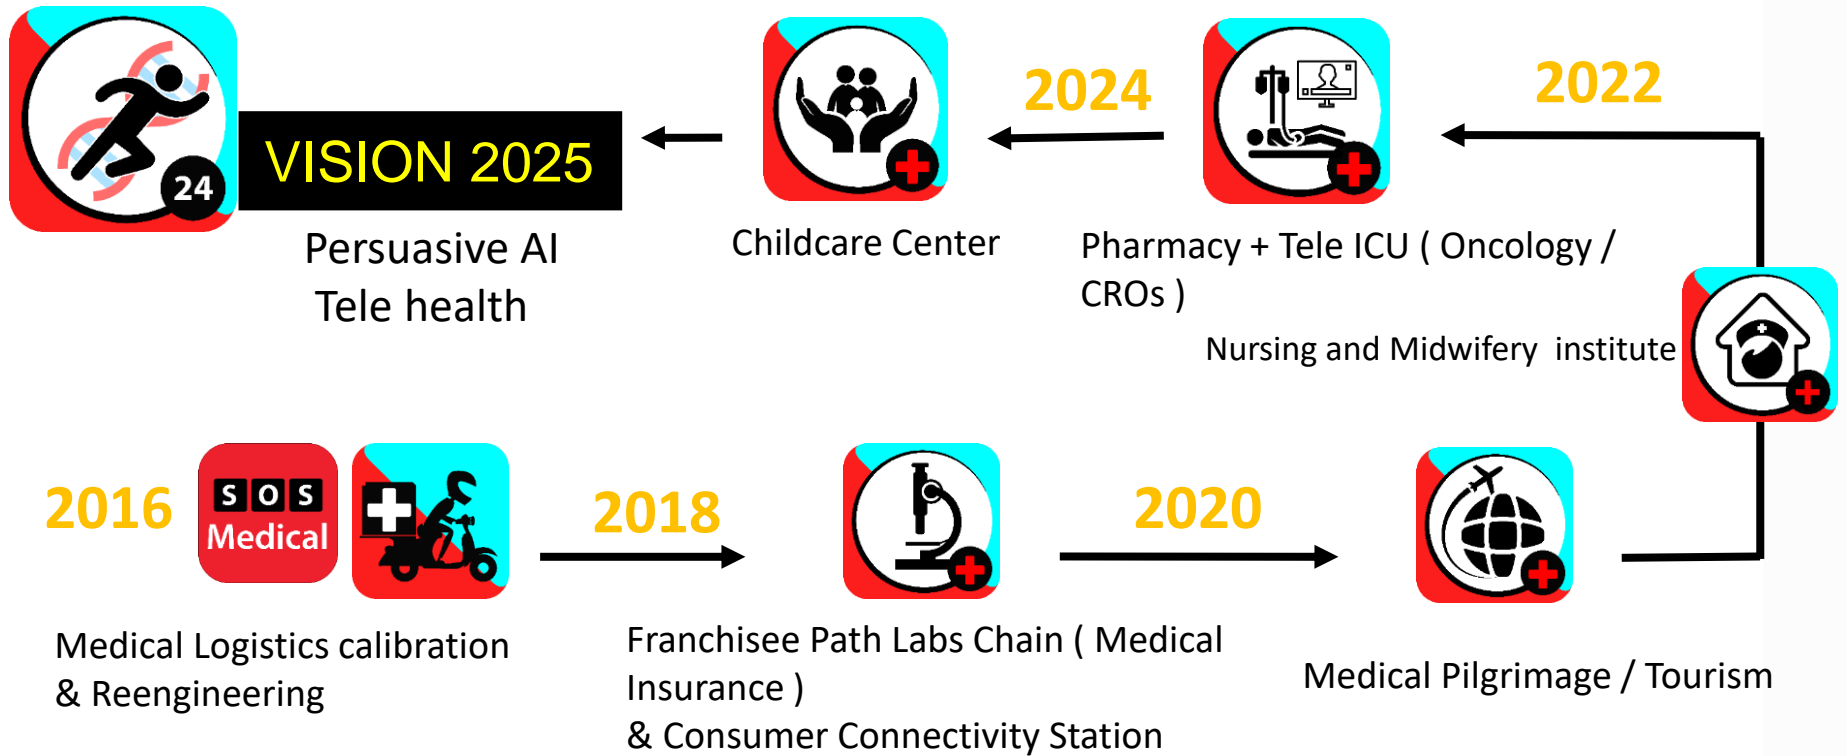 24
VISION 2025
Persuasive AI
Tele health
Childcare Center
2024
Pharmacy + Tele ICU ( Oncology /
CROs )
2022
Nursing and Midwifery  institute
2016
SOS
Medical
Medical Logistics calibration
& Reengineering
2018
Franchisee Path Labs Chain ( Medical
Insurance )
& Consumer Connectivity Station
2020
Medical Pilgrimage / Tourism